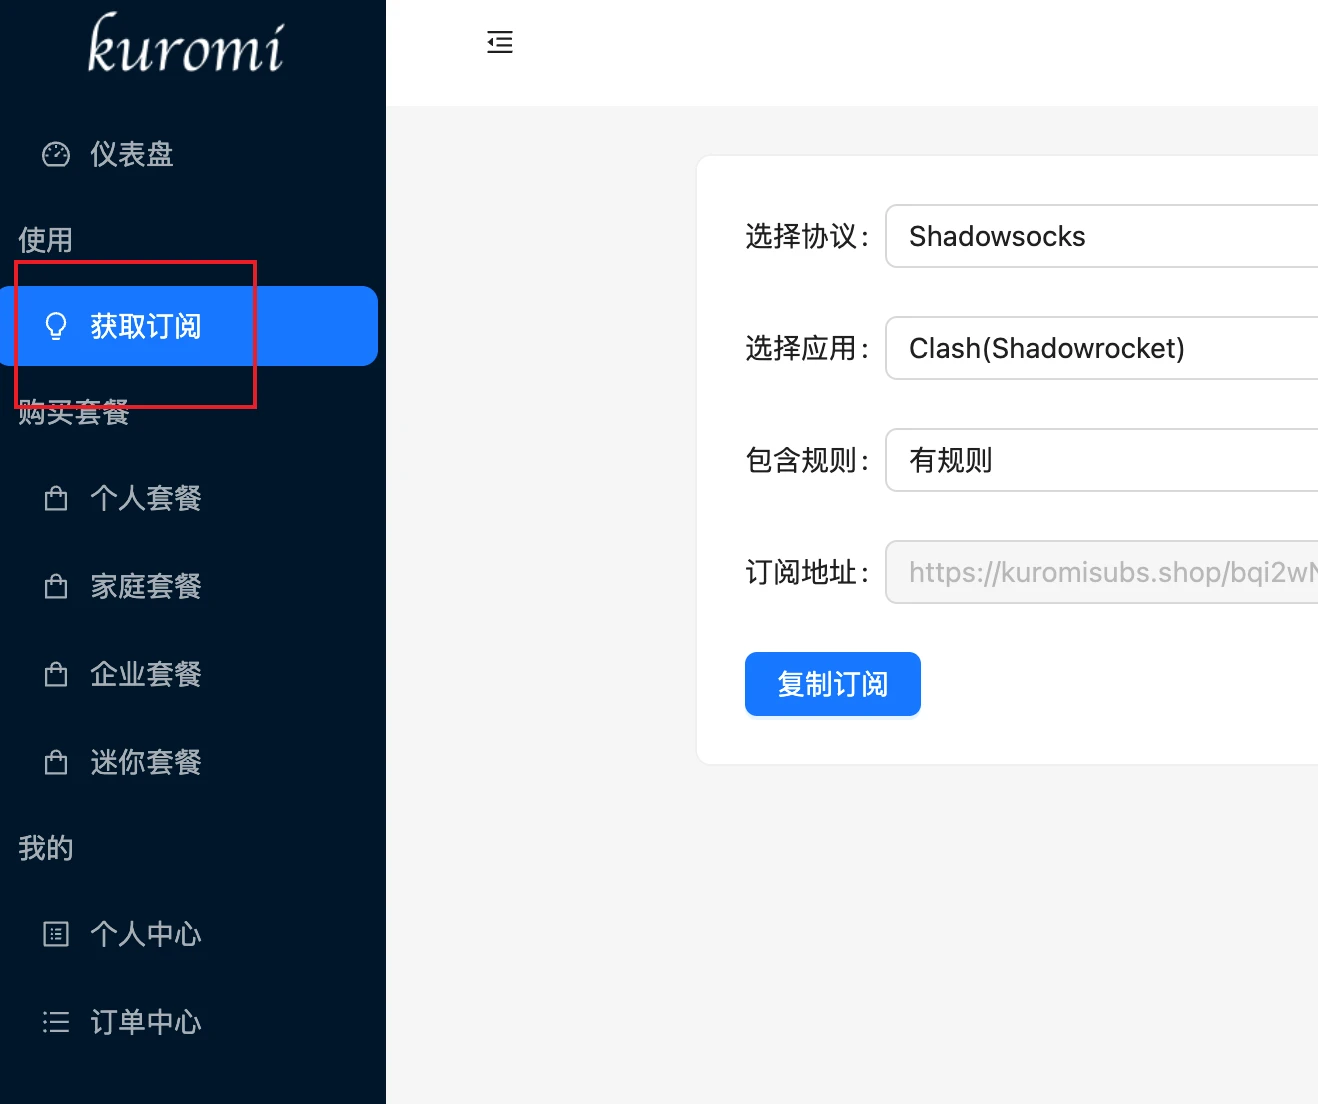 kuromi
仪表盘
使用
获取订阅
购买套餐
个人套餐
家庭套餐
企业套餐
迷你套餐
我的
个人中心
订单中心
选择协议: Shadowsocks
选择应用: Clash(Shadowrocket)
包含规则: 有规则
订阅地址: https://kuromisubs.shop/bqi2wN
复制订阅